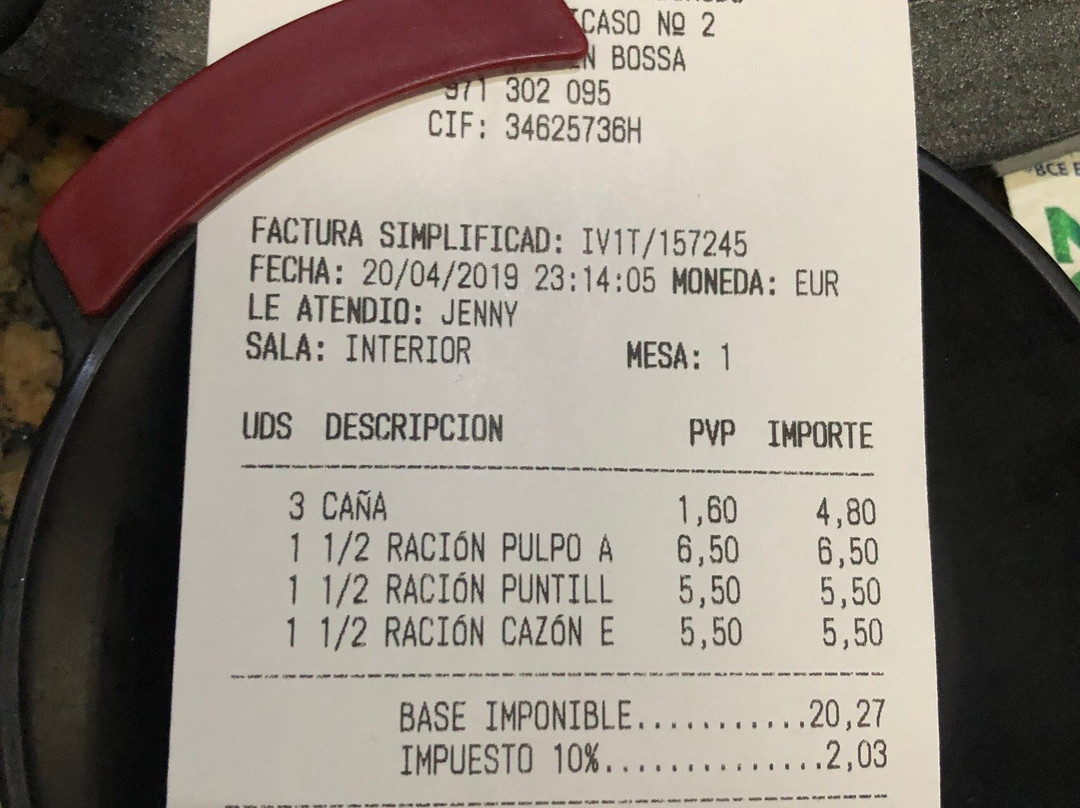 CASO Nº 2
N BOSSA
971 302 095
CIF: 34625736H
FACTURA SIMPLIFICAD: IV1T/157245
FECHA: 20/04/2019 23:14:05 MONEDA: EUR
LE ATENDIO: JENNY
SALA: INTERIOR MESA: 1
UDS DESCRIPCION PVP IMPORTE
3 CAÑA 1,60 4,80
1 1/2 RACIÓN PULPO A 6,50 6,50
1 1/2 RACIÓN PUNTILL 5,50 5,50
1 1/2 RACIÓN CAZÓN E 5,50 5,50
BASE IMPONIBLE...........20,27
IMPUESTO 10%..............2,03